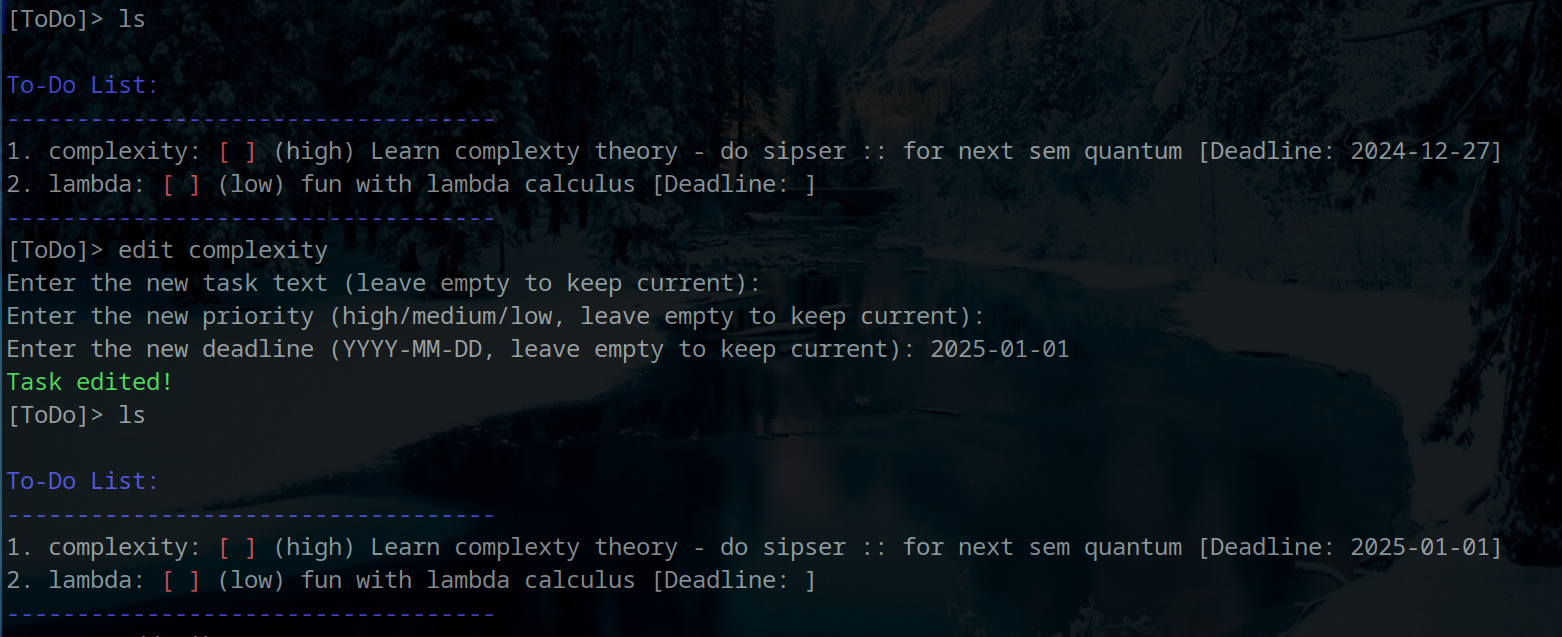 [ToDo]> ls
To-Do List:
-----------------------------------
1. complexity: [ ] (high) Learn complexty theory - do sipser :: for next sem quantum [Deadline: 2024-12-27]
2. lambda: [ ] (low) fun with lambda calculus [Deadline: ]
-----------------------------------
[ToDo]> edit complexity
Enter the new task text (leave empty to keep current):
Enter the new priority (high/medium/low, leave empty to keep current):
Enter the new deadline (YYYY-MM-DD, leave empty to keep current): 2025-01-01
Task edited!
[ToDo]> ls
To-Do List:
-----------------------------------
1. complexity: [ ] (high) Learn complexty theory - do sipser :: for next sem quantum [Deadline: 2025-01-01]
2. lambda: [ ] (low) fun with lambda calculus [Deadline: ]
-----------------------------------